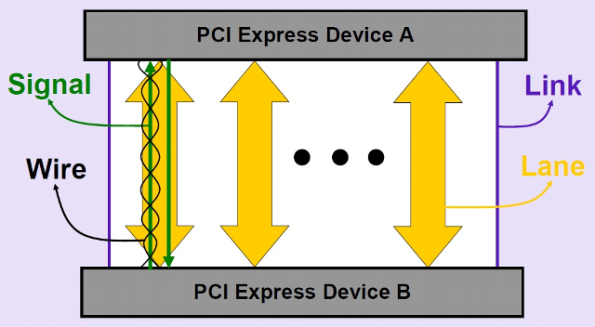 PCI Express Device A
Signal
Link
Wire
Lane
PCI Express Device B